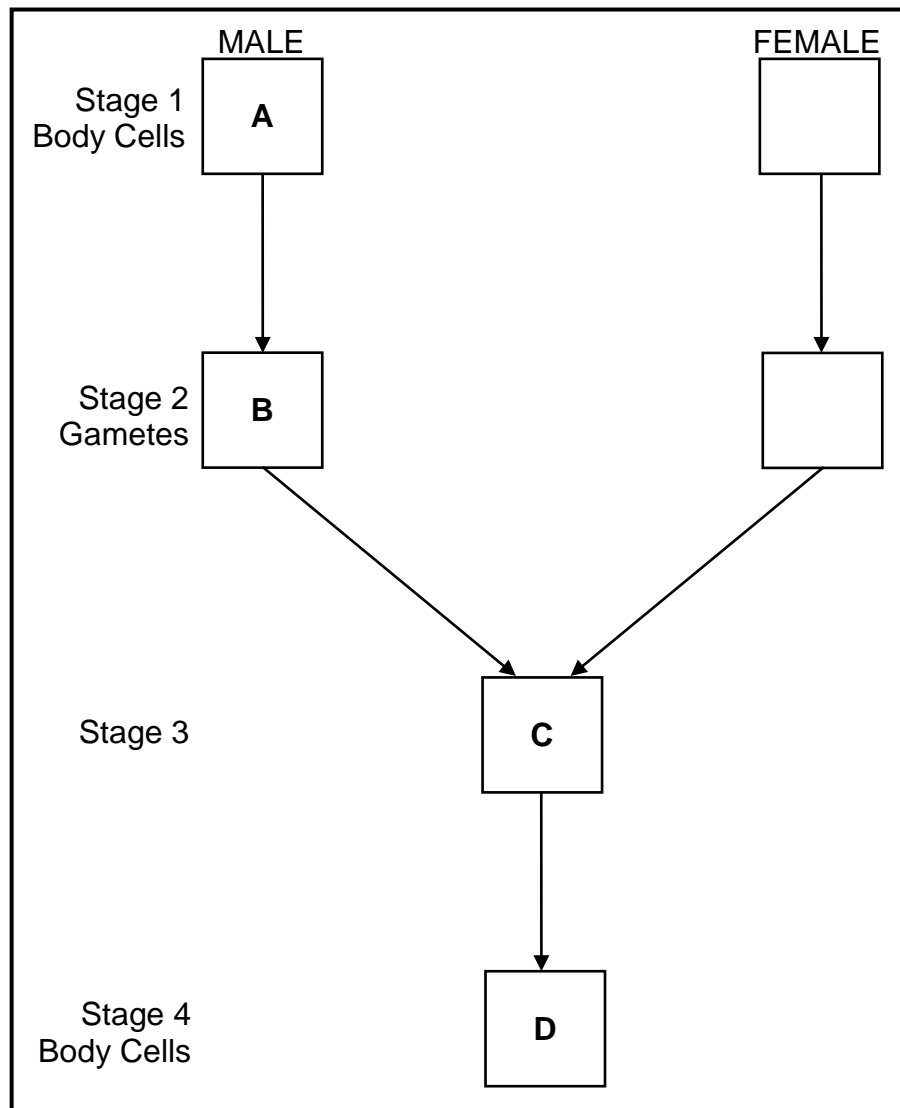 MALE
FEMALE
Stage 1
Body Cells
A
Stage 2
Gametes
B
Stage 3
C
Stage 4
Body Cells
D